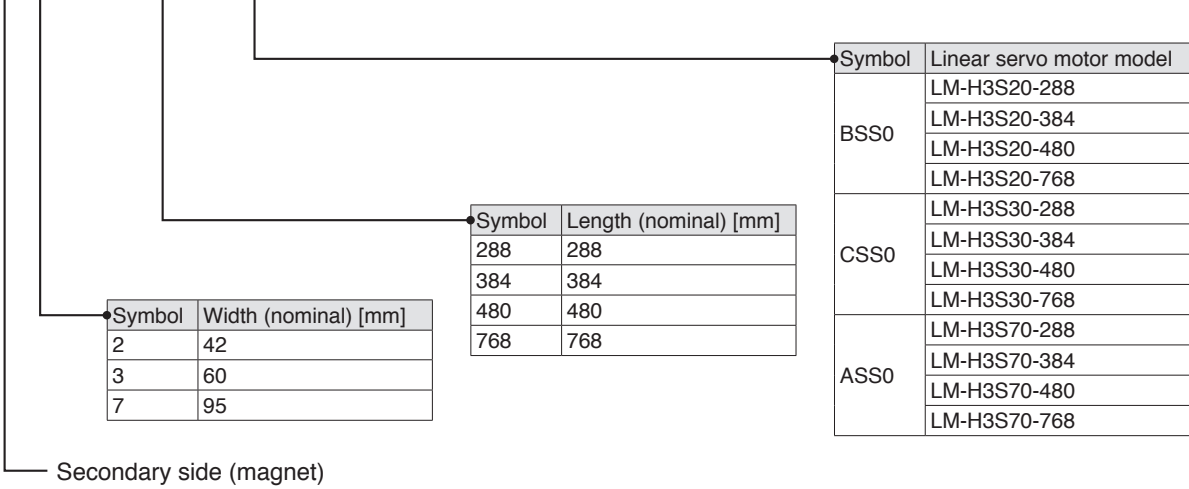 Symbol Linear servo motor model
BSS0 LM-H3S20-288
LM-H3S20-384
LM-H3S20-480
LM-H3S20-768
CSS0 LM-H3S30-288
LM-H3S30-384
LM-H3S30-480
LM-H3S30-768
ASS0 LM-H3S70-288
LM-H3S70-384
LM-H3S70-480
LM-H3S70-768
Symbol Length (nominal) [mm]
288 288
384 384
480 480
768 768
Symbol Width (nominal) [mm]
2 42
3 60
7 95
Secondary side (magnet)